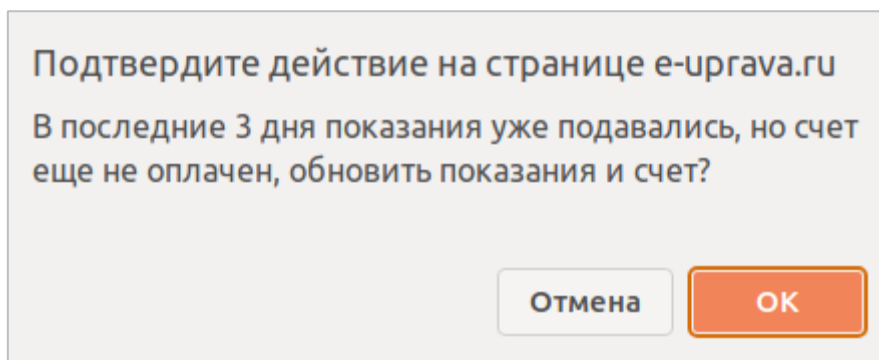 Подтвердите действие на странице e-uprava.ru
В последние 3 дня показания уже подавались, но счет
еще не оплачен, обновить показания и счет?
Отмена
OK